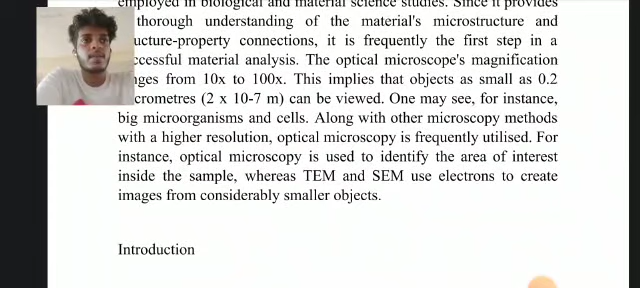 employed in biological and material science studies. Since it provides
thorough understanding of the material's microstructure and
ucture-property connections, it is frequently the first step in a
ccessful material analysis. The optical microscope's magnification
nges from 10x to 100x. This implies that objects as small as 0.2
crometres (2 x 10-7 m) can be viewed. One may see, for instance,
big microorganisms and cells. Along with other microscopy methods
with a higher resolution, optical microscopy is frequently utilised. For
instance, optical microscopy is used to identify the area of interest
inside the sample, whereas TEM and SEM use electrons to create
images from considerably smaller objects.
Introduction